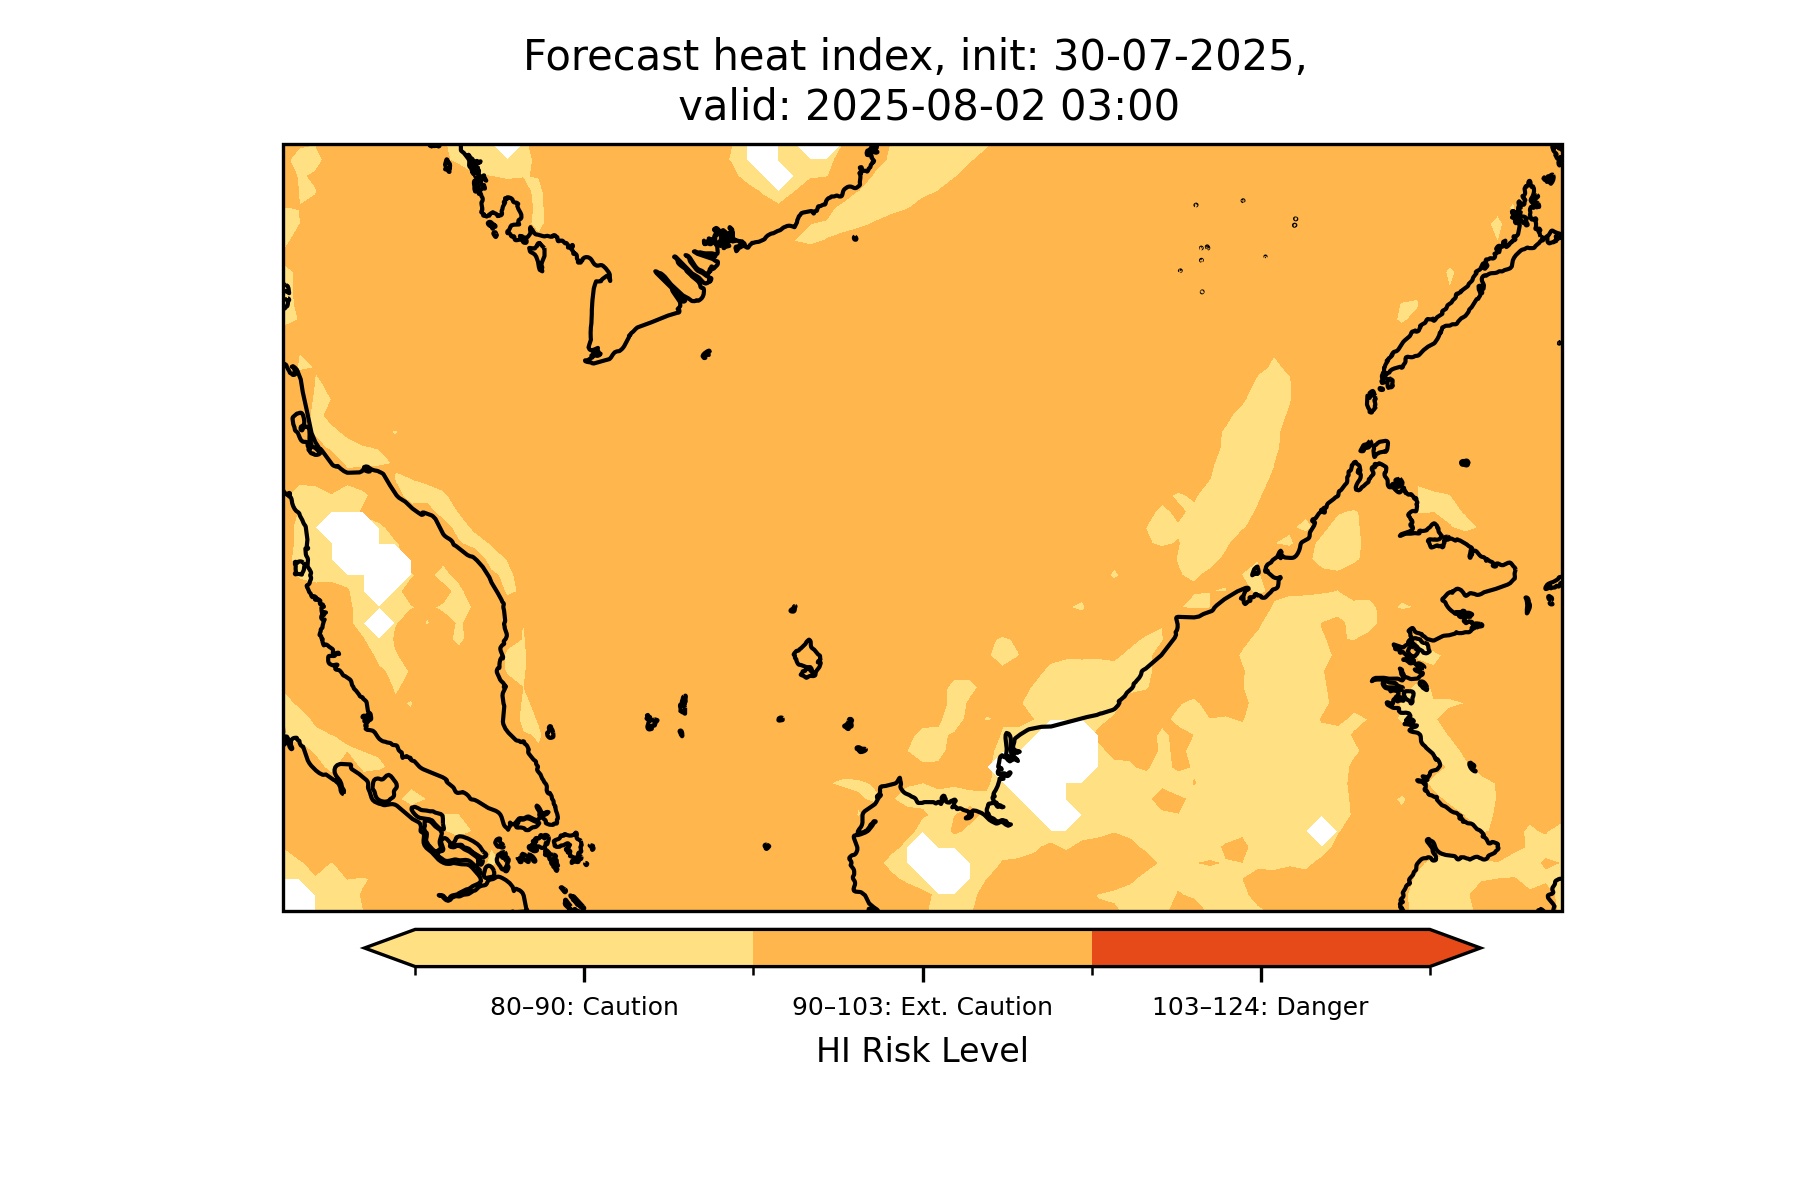 Forecast heat index, init: 30-07-2025,
valid: 2025-08-02 03:00
80–90: Caution
90–103: Ext. Caution
103–124: Danger
HI Risk Level